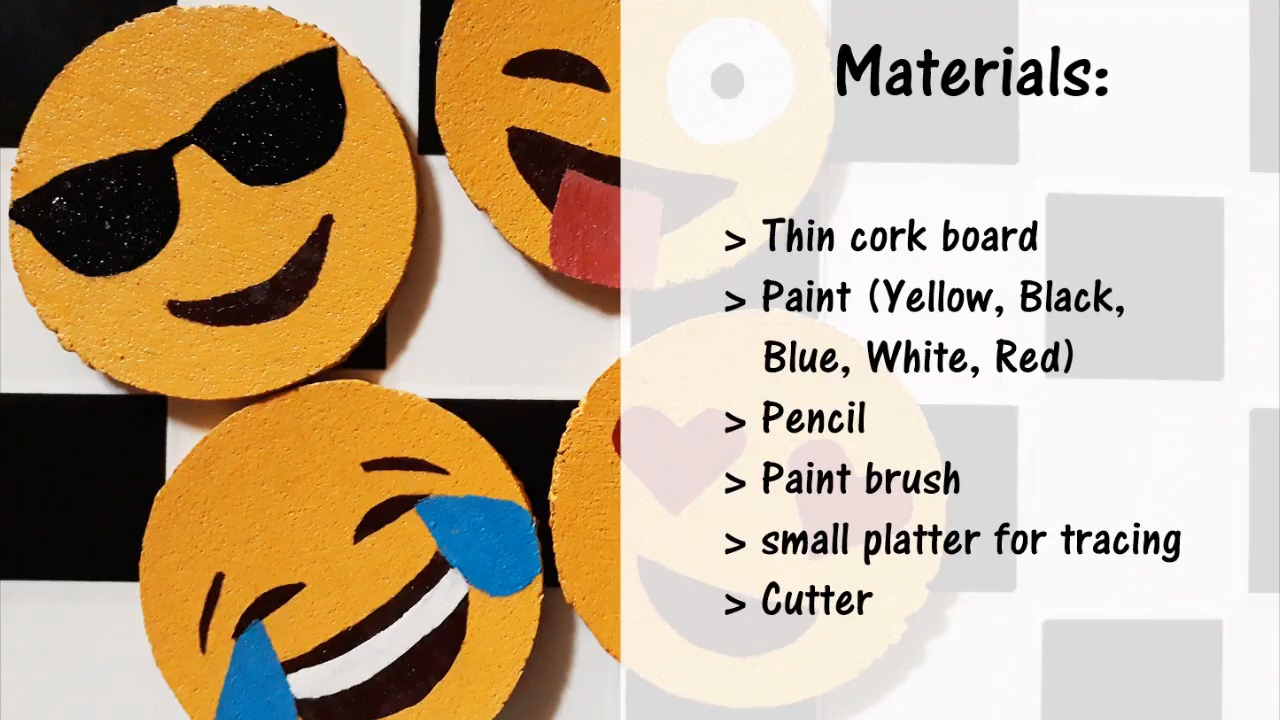 Materials:
> Thin cork board
> Paint (Yellow, Black,
Blue, White, Red)
> Pencil
> Paint brush
> small platter for tracing
> Cutter